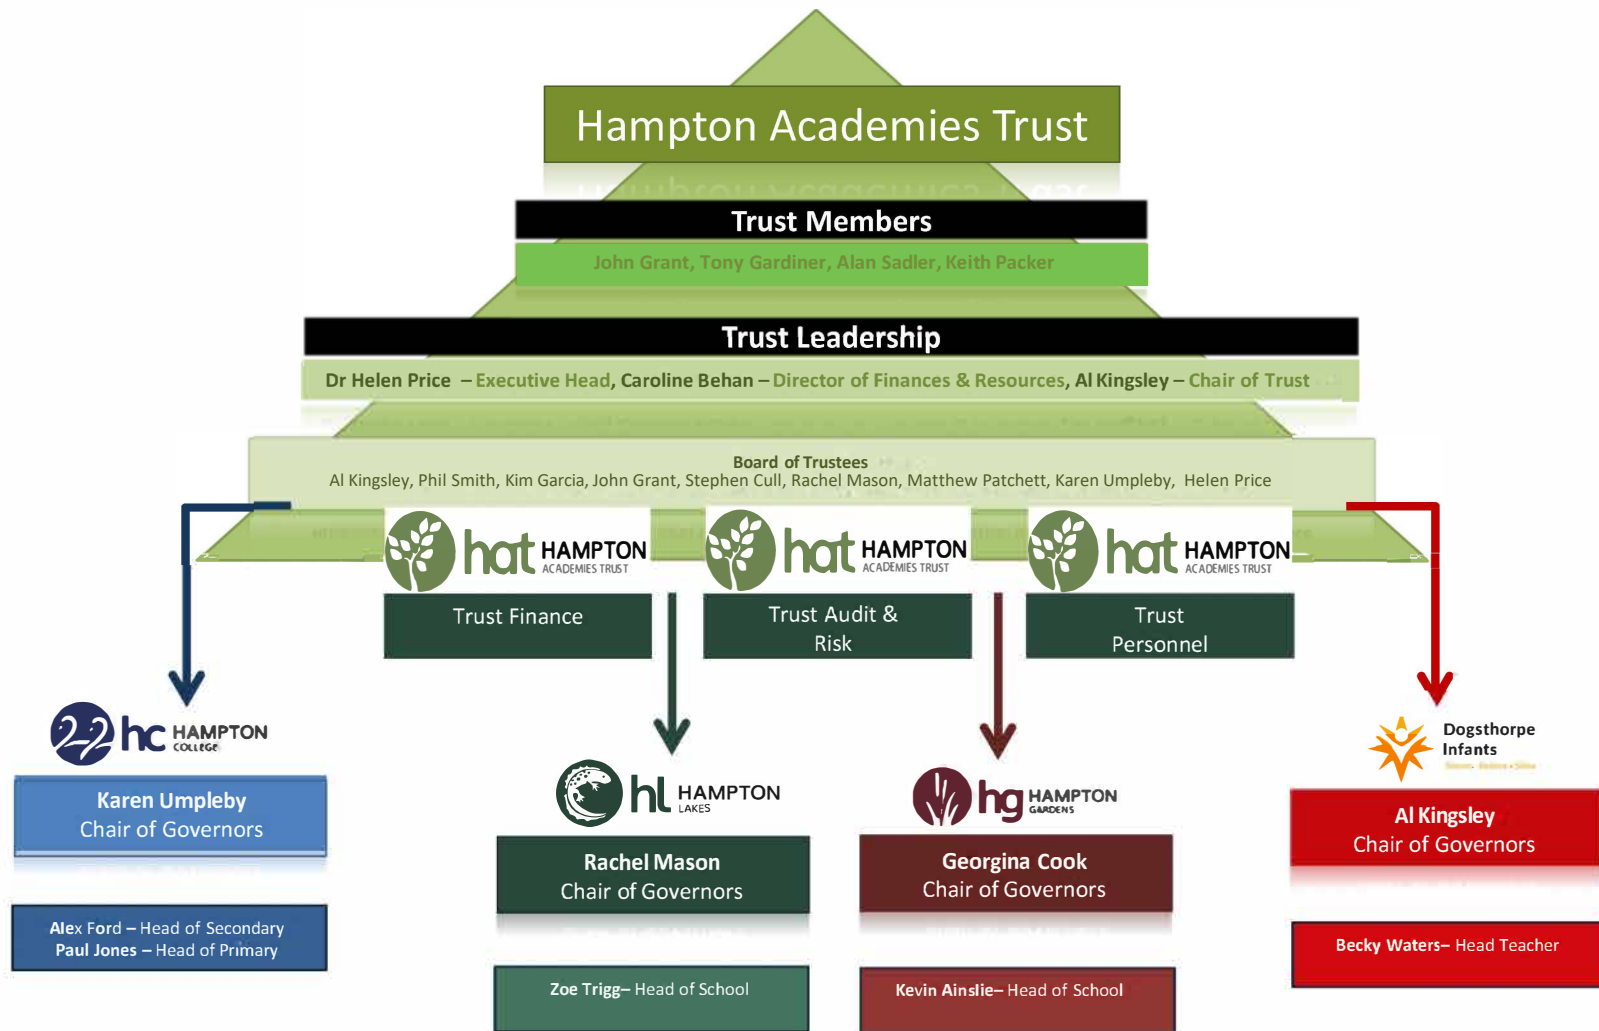 Hampton Academies Trust
Trust Members
John Grant, Tony Gardiner, Alan Sadler, Keith Packer
Trust Leadership
Dr Helen Price – Executive Head, Caroline Behan – Director of Finances & Resources, Al Kingsley – Chair of Trust
Board of Trustees
Al Kingsley, Phil Smith, Kim Garcia, John Grant, Stephen Cull, Rachel Mason, Matthew Patchett, Karen Umpleby, Helen Price
hat HAMPTON
ACADEMIES TRUST
hat HAMPTON
ACADEMIES TRUST
hat HAMPTON
ACADEMIES TRUST
Trust Finance
Trust Audit &
Risk
Trust
Personnel
hc HAMPTON
COLLEGE
Karen Umpleby
Chair of Governors
Alex Ford – Head of Secondary
Paul Jones – Head of Primary
hl HAMPTON
LAKES
Rachel Mason
Chair of Governors
Zoe Trigg– Head of School
hg HAMPTON
GARDENS
Georgina Cook
Chair of Governors
Kevin Ainslie– Head of School
Dogsthorpe
Infants
Al Kingsley
Chair of Governors
Becky Waters– Head Teacher